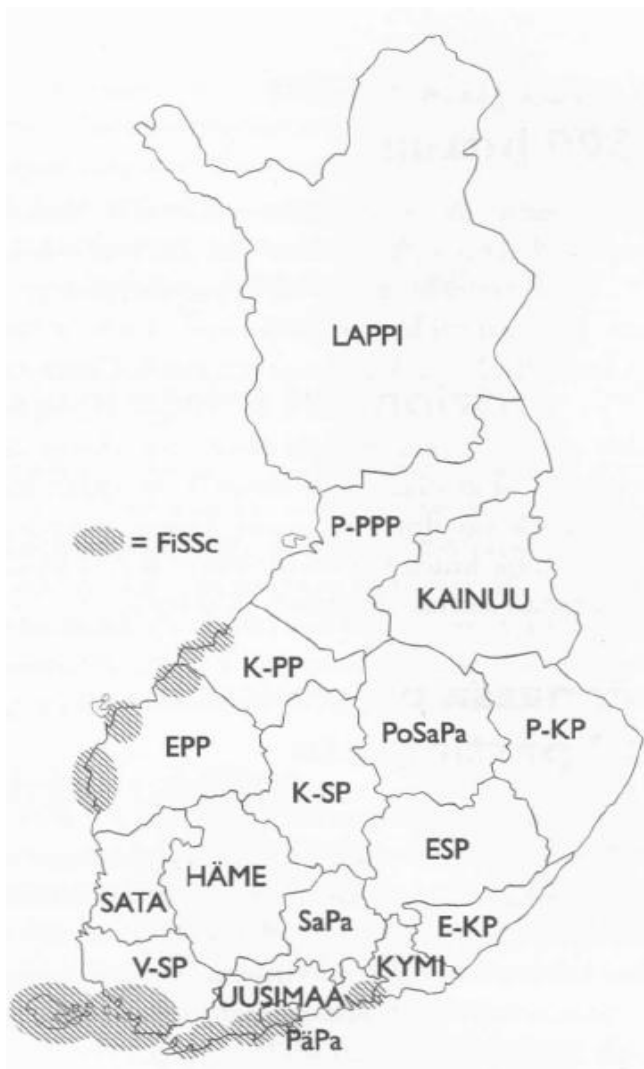 LAPPI
P-PPP
= FiSSc
KAINUU
K-PP
PoSaPa
P-KP
EPP
K-SP
ESP
HÄME
SATA
SaPa
E-KP
V-SP
KYMI
UUSIMAA
PäPa